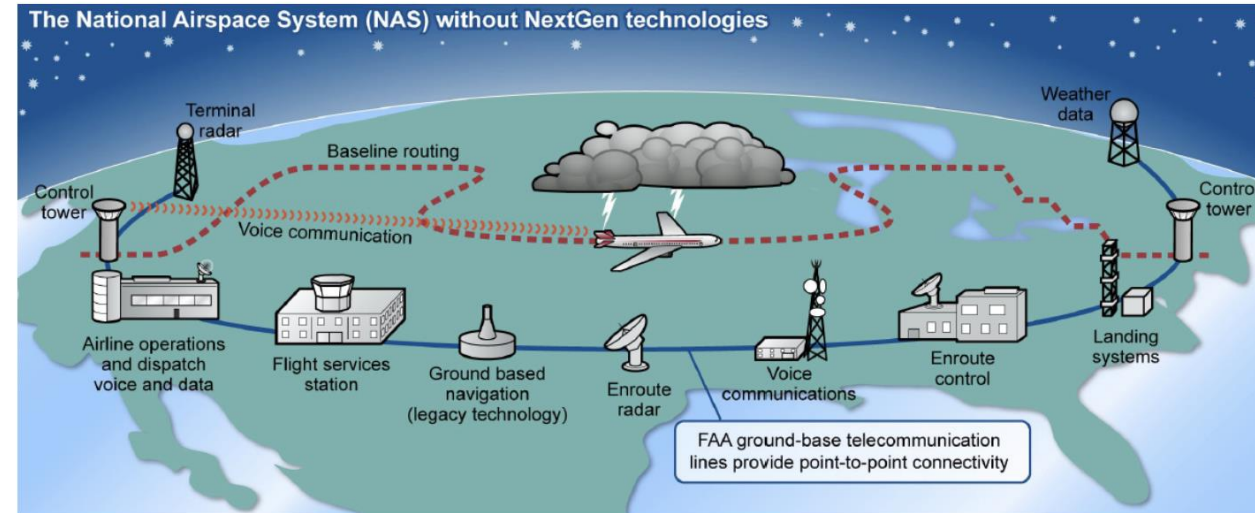 The National Airspace System (NAS) without NextGen technologies
Terminal
radar
Weather
data
Baseline routing
Control
tower
Control
tower
Voice communication
Airline operations
and dispatch
voice and data
Flight services
station
Ground based
navigation
(legacy technology)
Enroute
radar
Voice
communications
Enroute
control
Landing
systems
FAA ground-base telecommunication
lines provide point-to-point connectivity